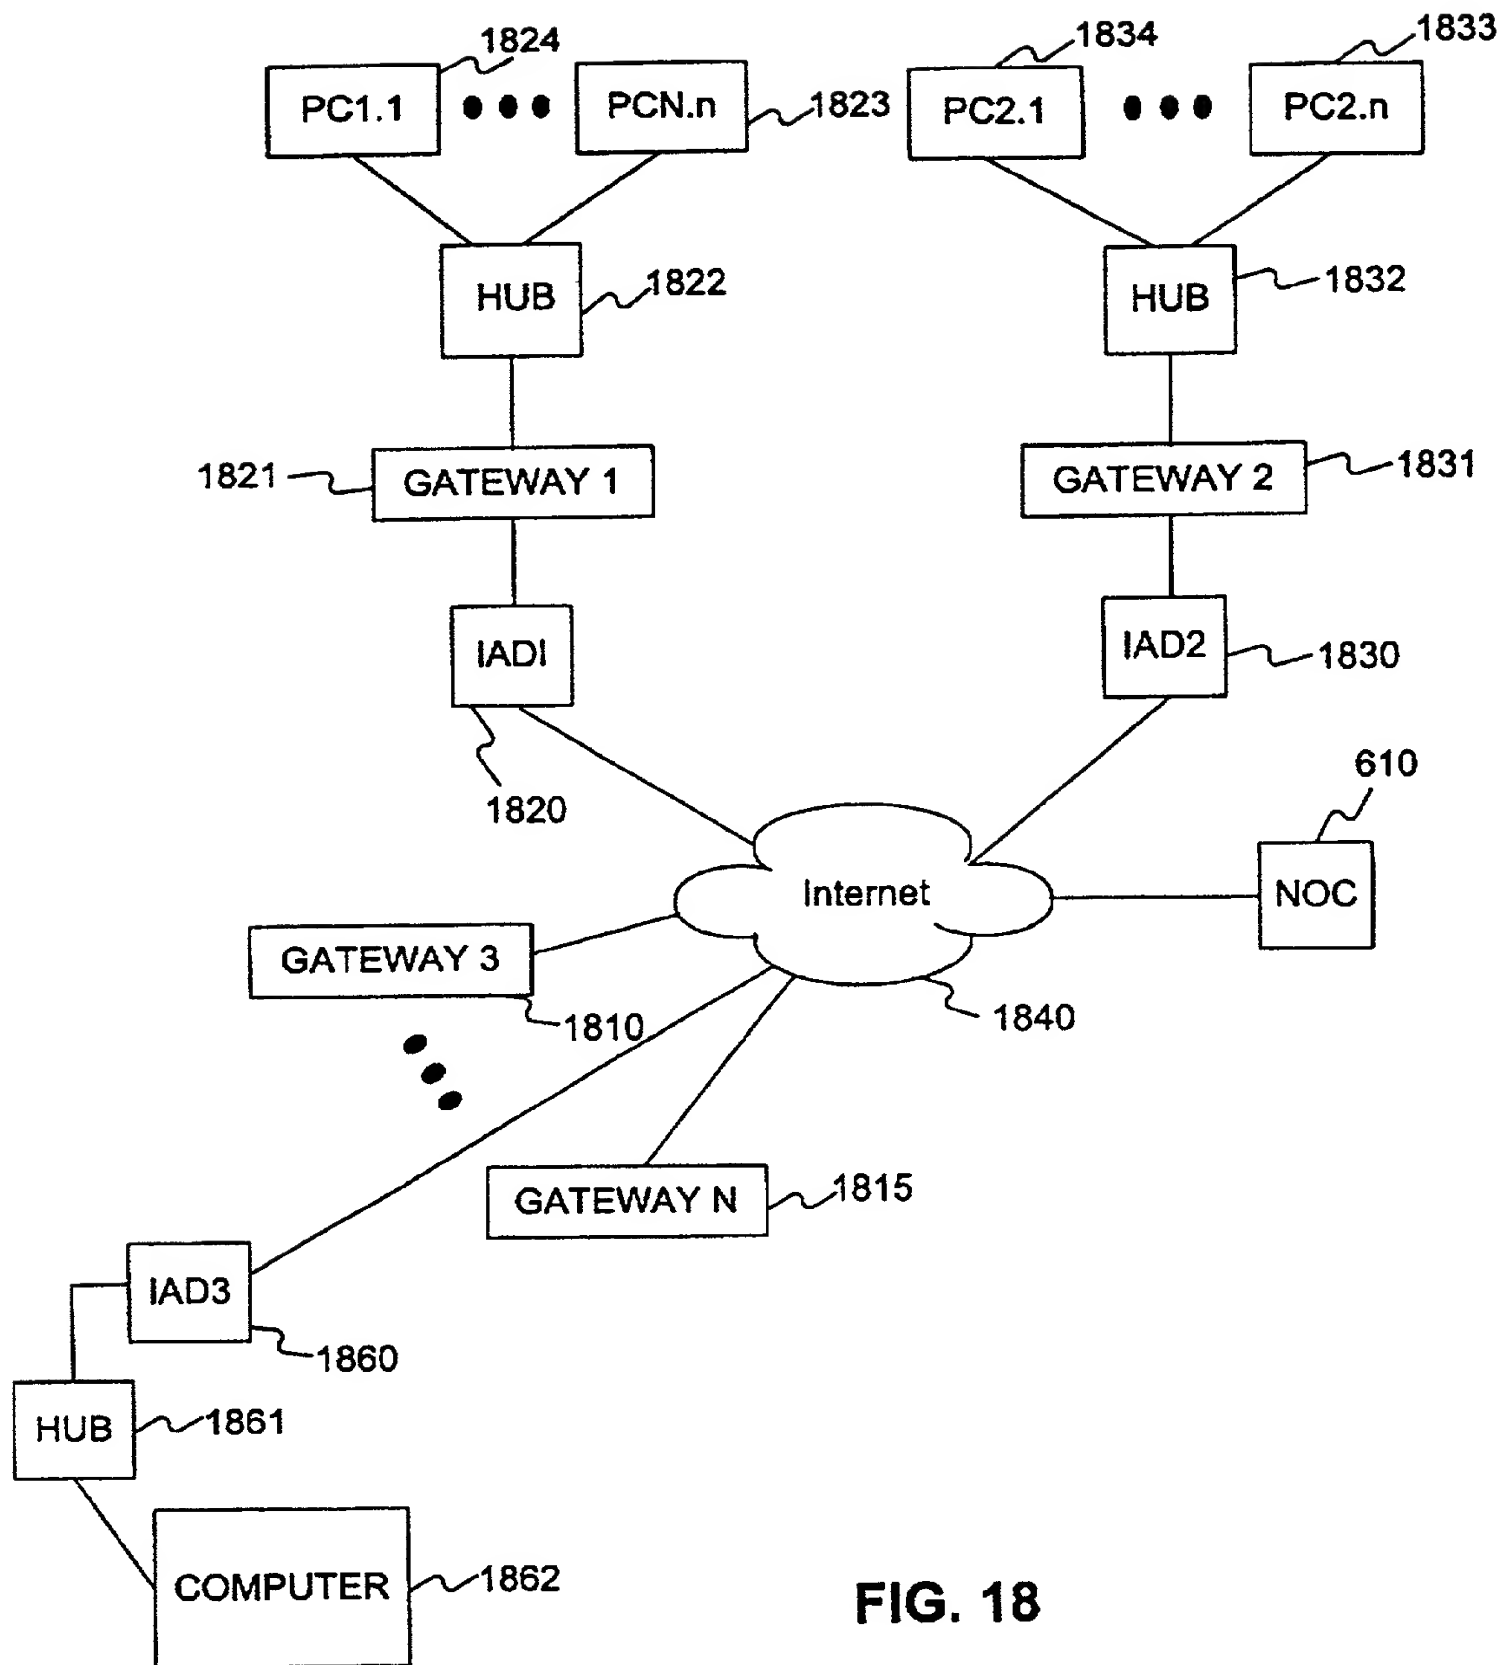 1824
1834
1833
PC1.1
PCN.n
1823
PC2.1
PC2.n
HUB
1822
HUB
1832
1821
GATEWAY 1
GATEWAY 2
1831
IADI
IAD2
1830
1820
610
Internet
NOC
GATEWAY 3
1810
1840
GATEWAY N
1815
IAD3
1860
HUB
1861
COMPUTER
1862
FIG. 18